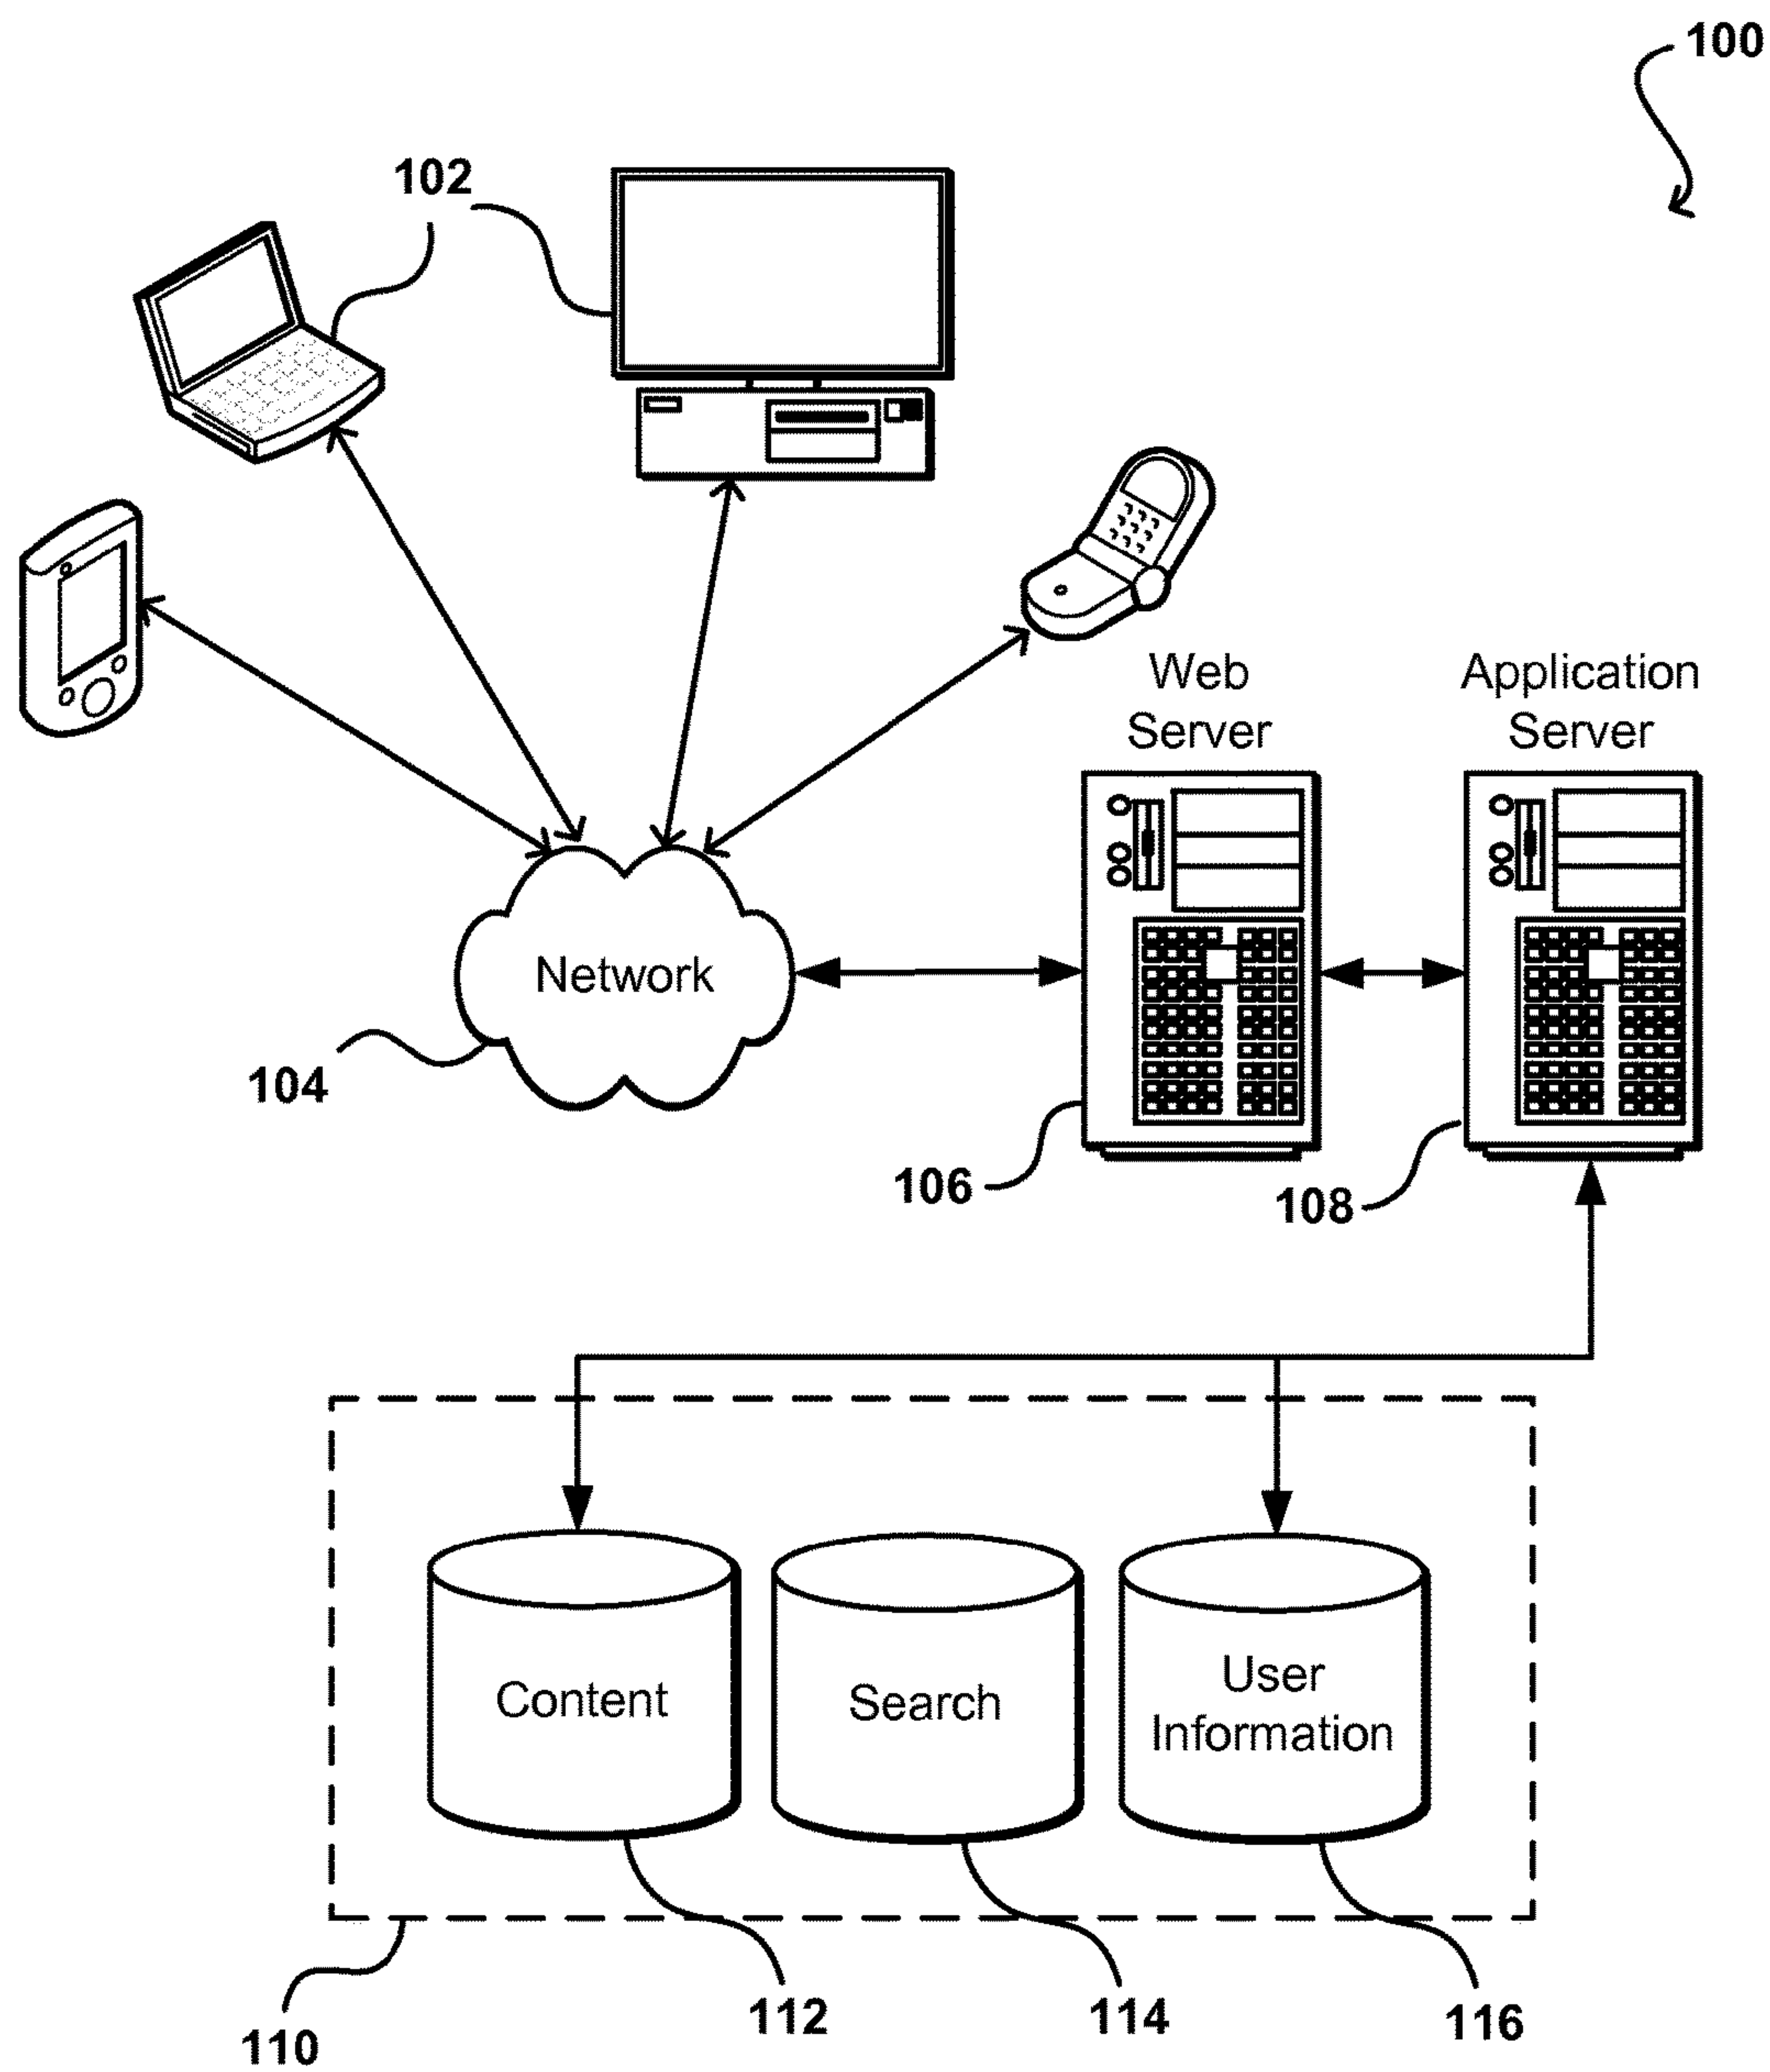 100
102
Web
Server
Application
Server
Network
104
106
108
Content
Search
User
Information
110
112
114
116